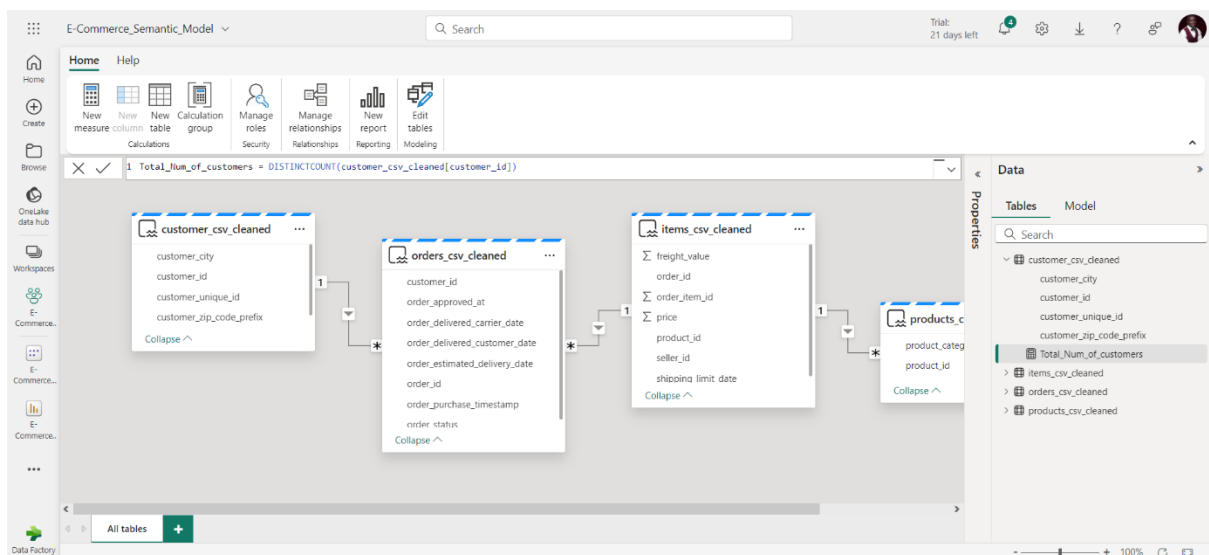 E-Commerce_Semantic_Model
Search
Trial:
21 days left
4
Home
Create
Browse
OneLake
data hub
Workspaces
E-
Commerce..
E-
Commerce...
E-
Commerce..
Data Factory
Home Help
New
measure
New
column
New
table
Calculation
group
Calculations
Manage
roles
Security
Manage
relationships
Relationships
New
report
Reporting
Edit
tables
Modeling
1 Total_Num_of_customers = DISTINCTCOUNT(customer_csv_cleaned[customer_id])
customer_csv_cleaned
customer_city
customer_id
customer_unique_id
customer_zip_code_prefix
Collapse
1
*
orders_csv_cleaned
customer_id
order_approved_at
order_delivered_carrier_date
order_delivered_customer_date
order_estimated_delivery_date
order_id
order_purchase_timestamp
order_status
Collapse
*
1
items_csv_cleaned
freight_value
order_id
order_item_id
price
product_id
seller_id
shipping_limit_date
Collapse
1
*
products_c
product_categ
product_id
Collapse
Properties
Data
Tables Model
Search
customer_csv_cleaned
customer_city
customer_id
customer_unique_id
customer_zip_code_prefix
Total_Num_of_customers
items_csv_cleaned
orders_csv_cleaned
products_csv_cleaned
All tables
+
- + 100%